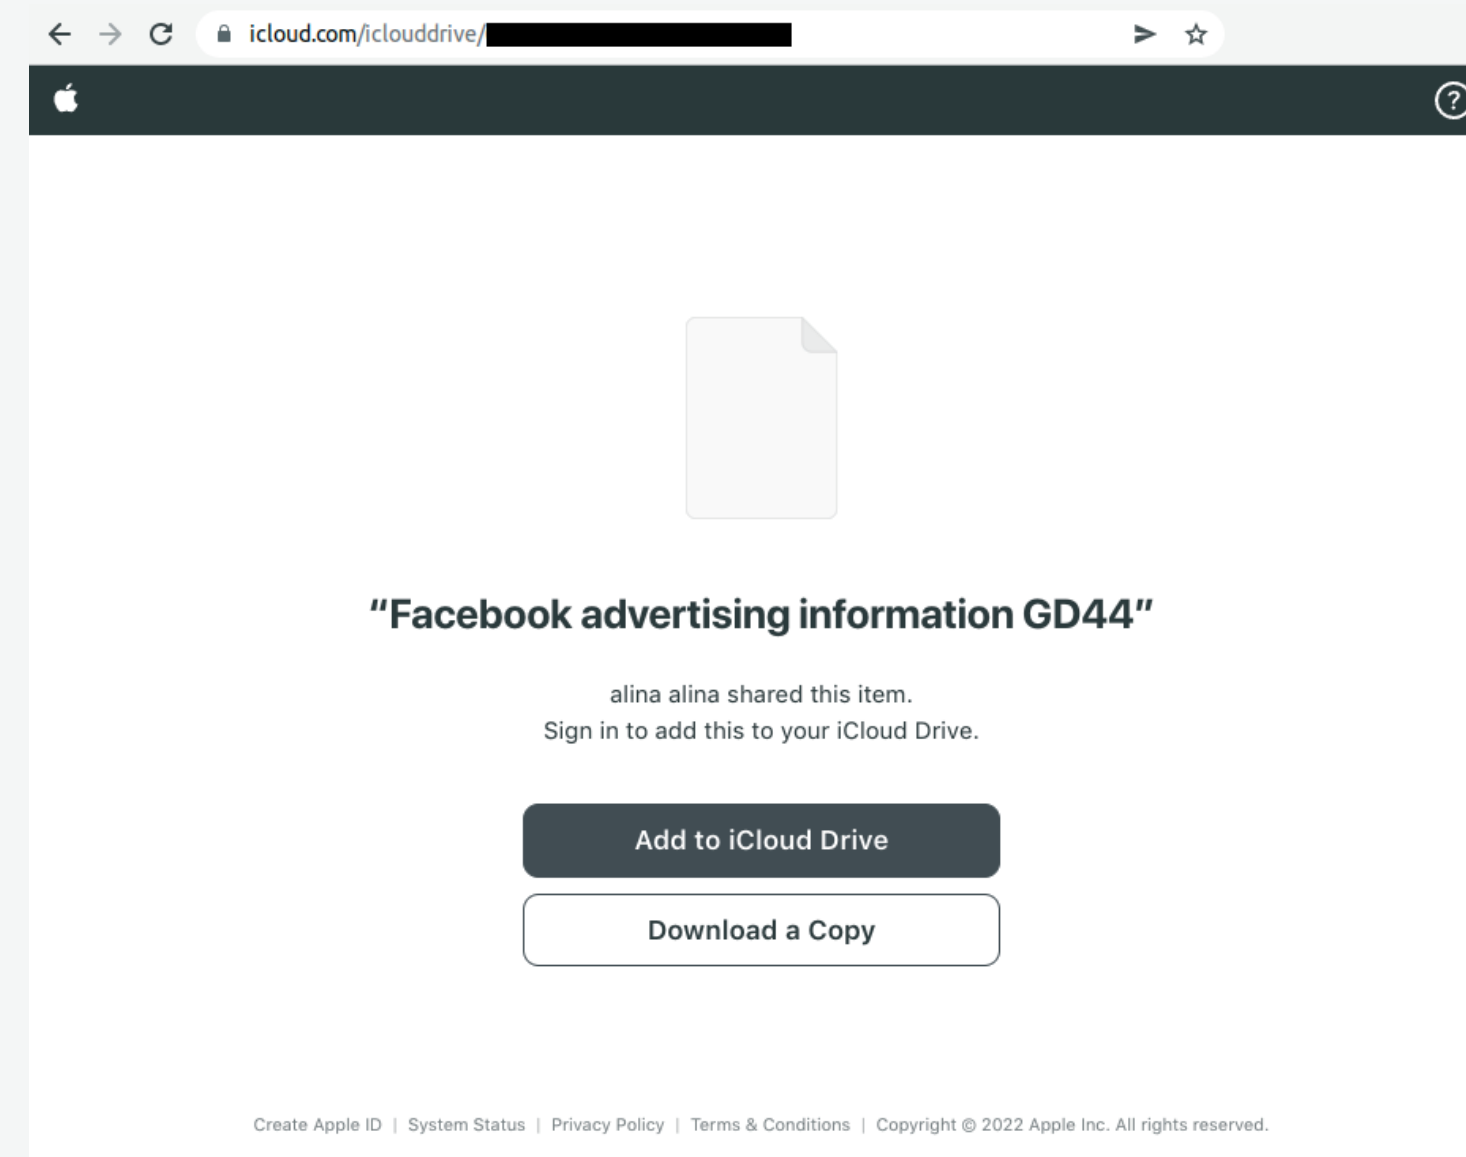 icloud.com/iclouddrive/
“Facebook advertising information GD44”
alina alina shared this item.
Sign in to add this to your iCloud Drive.
Add to iCloud Drive
Download a Copy
Create Apple ID | System Status | Privacy Policy | Terms & Conditions | Copyright © 2022 Apple Inc. All rights reserved.